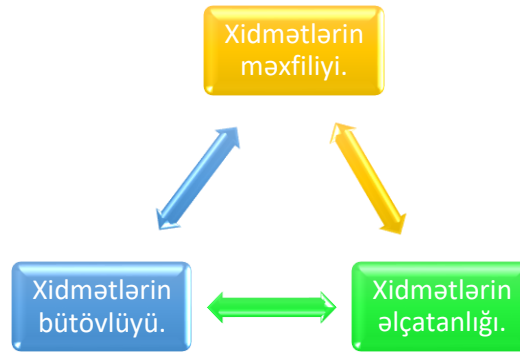 Xidmətlərin
məxfiliyi.
Xidmətlərin
bütövlüyü.
Xidmətlərin
əlçatanlığı.